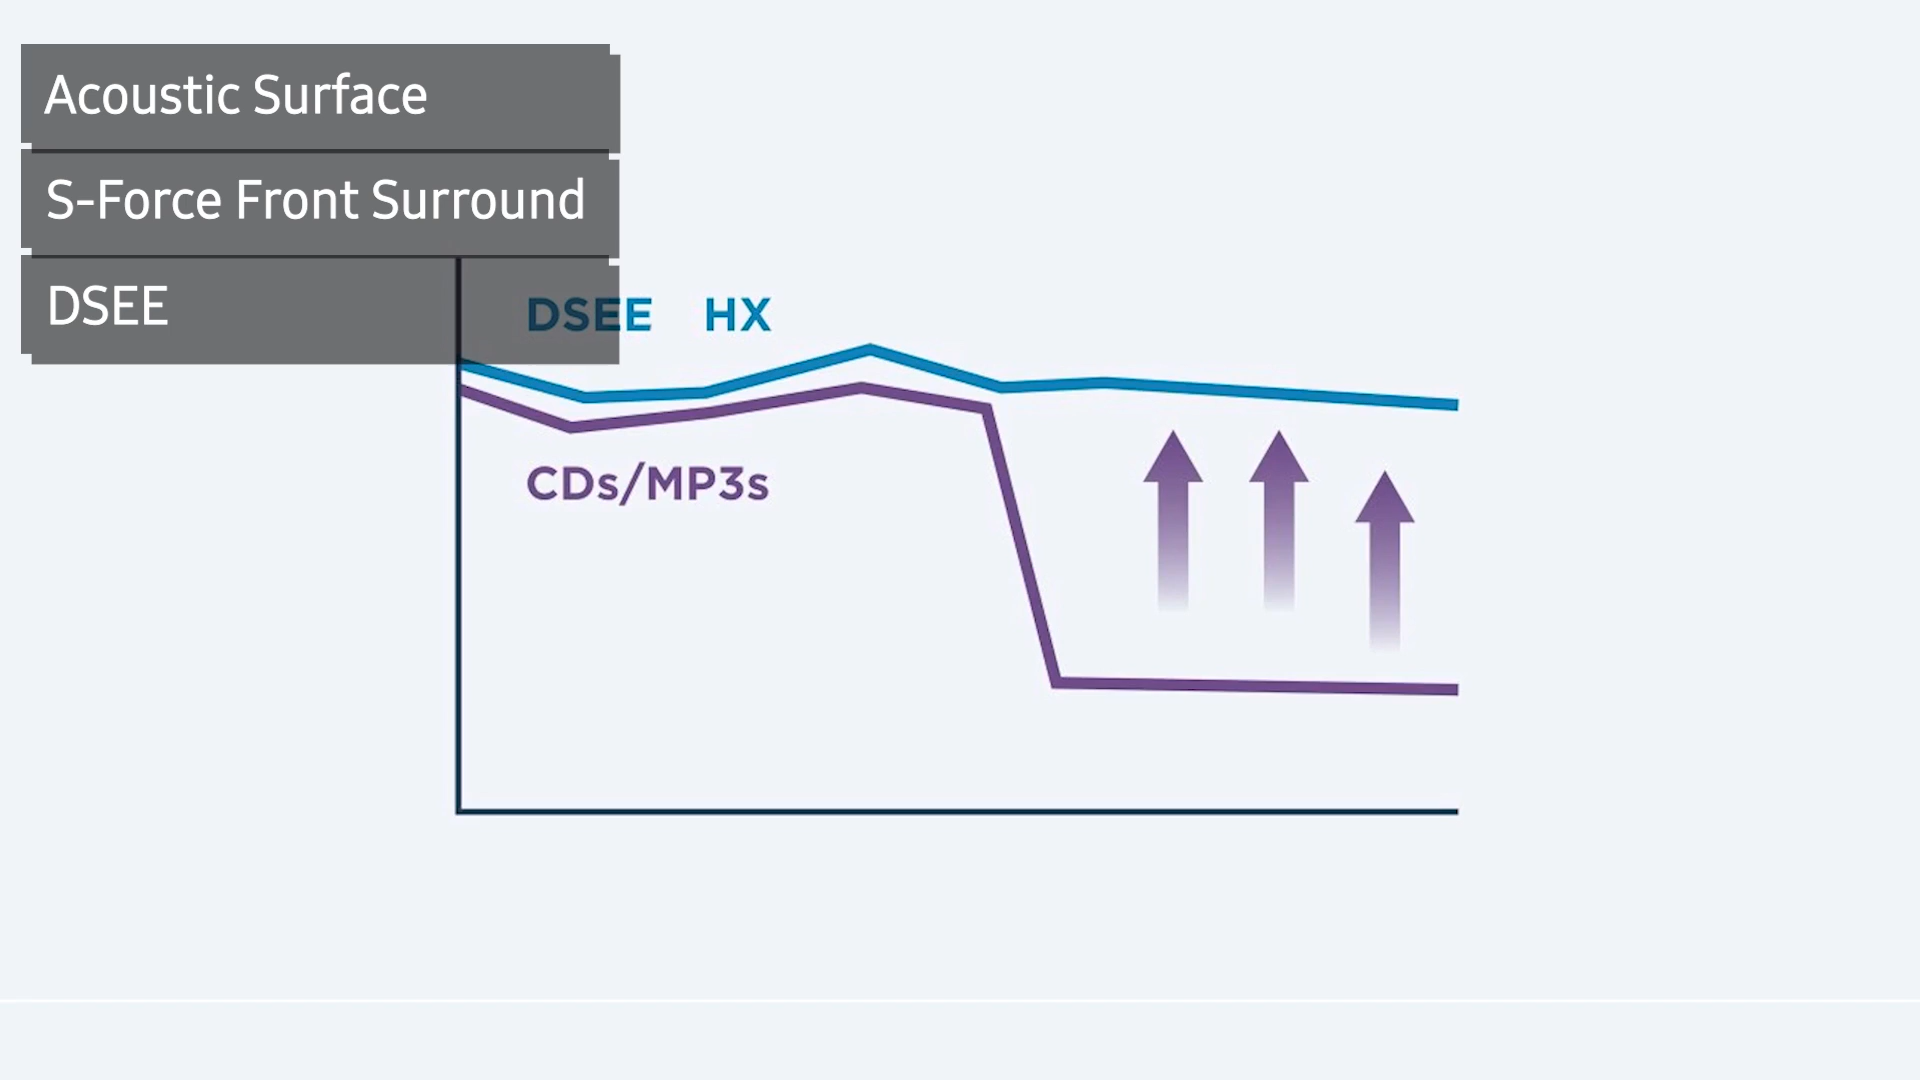 Acoustic Surface
S-Force Front Surround
DSEE
DSEE HX
CDs/MP3s